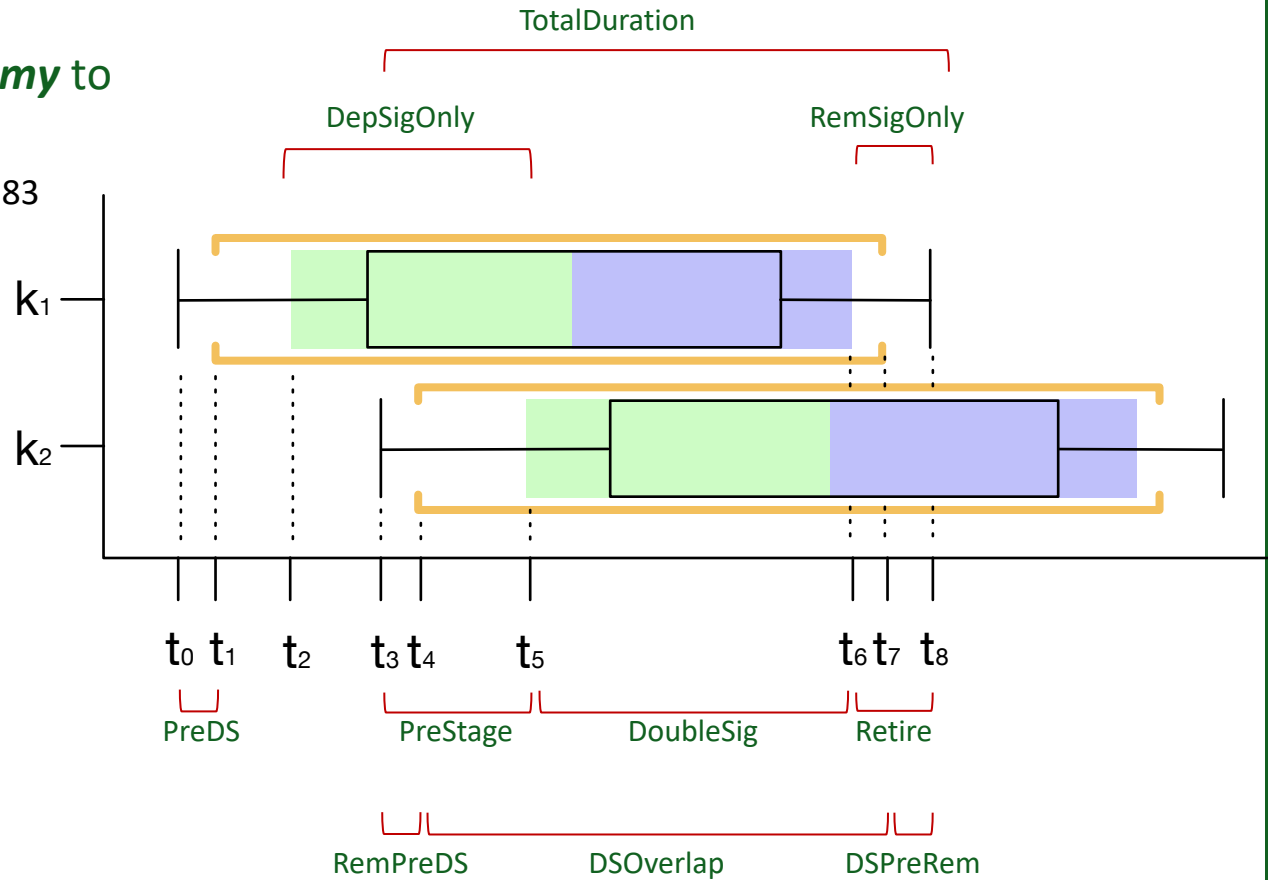 TotalDuration
my to
DepSigOnly RemSigOnly
83
k1
k2
t0 t1 t2 t3 t4 t5 t6 t7 t8
PreDS PreStage DoubleSig Retire
RemPreDS DSOverlap DSPreRem